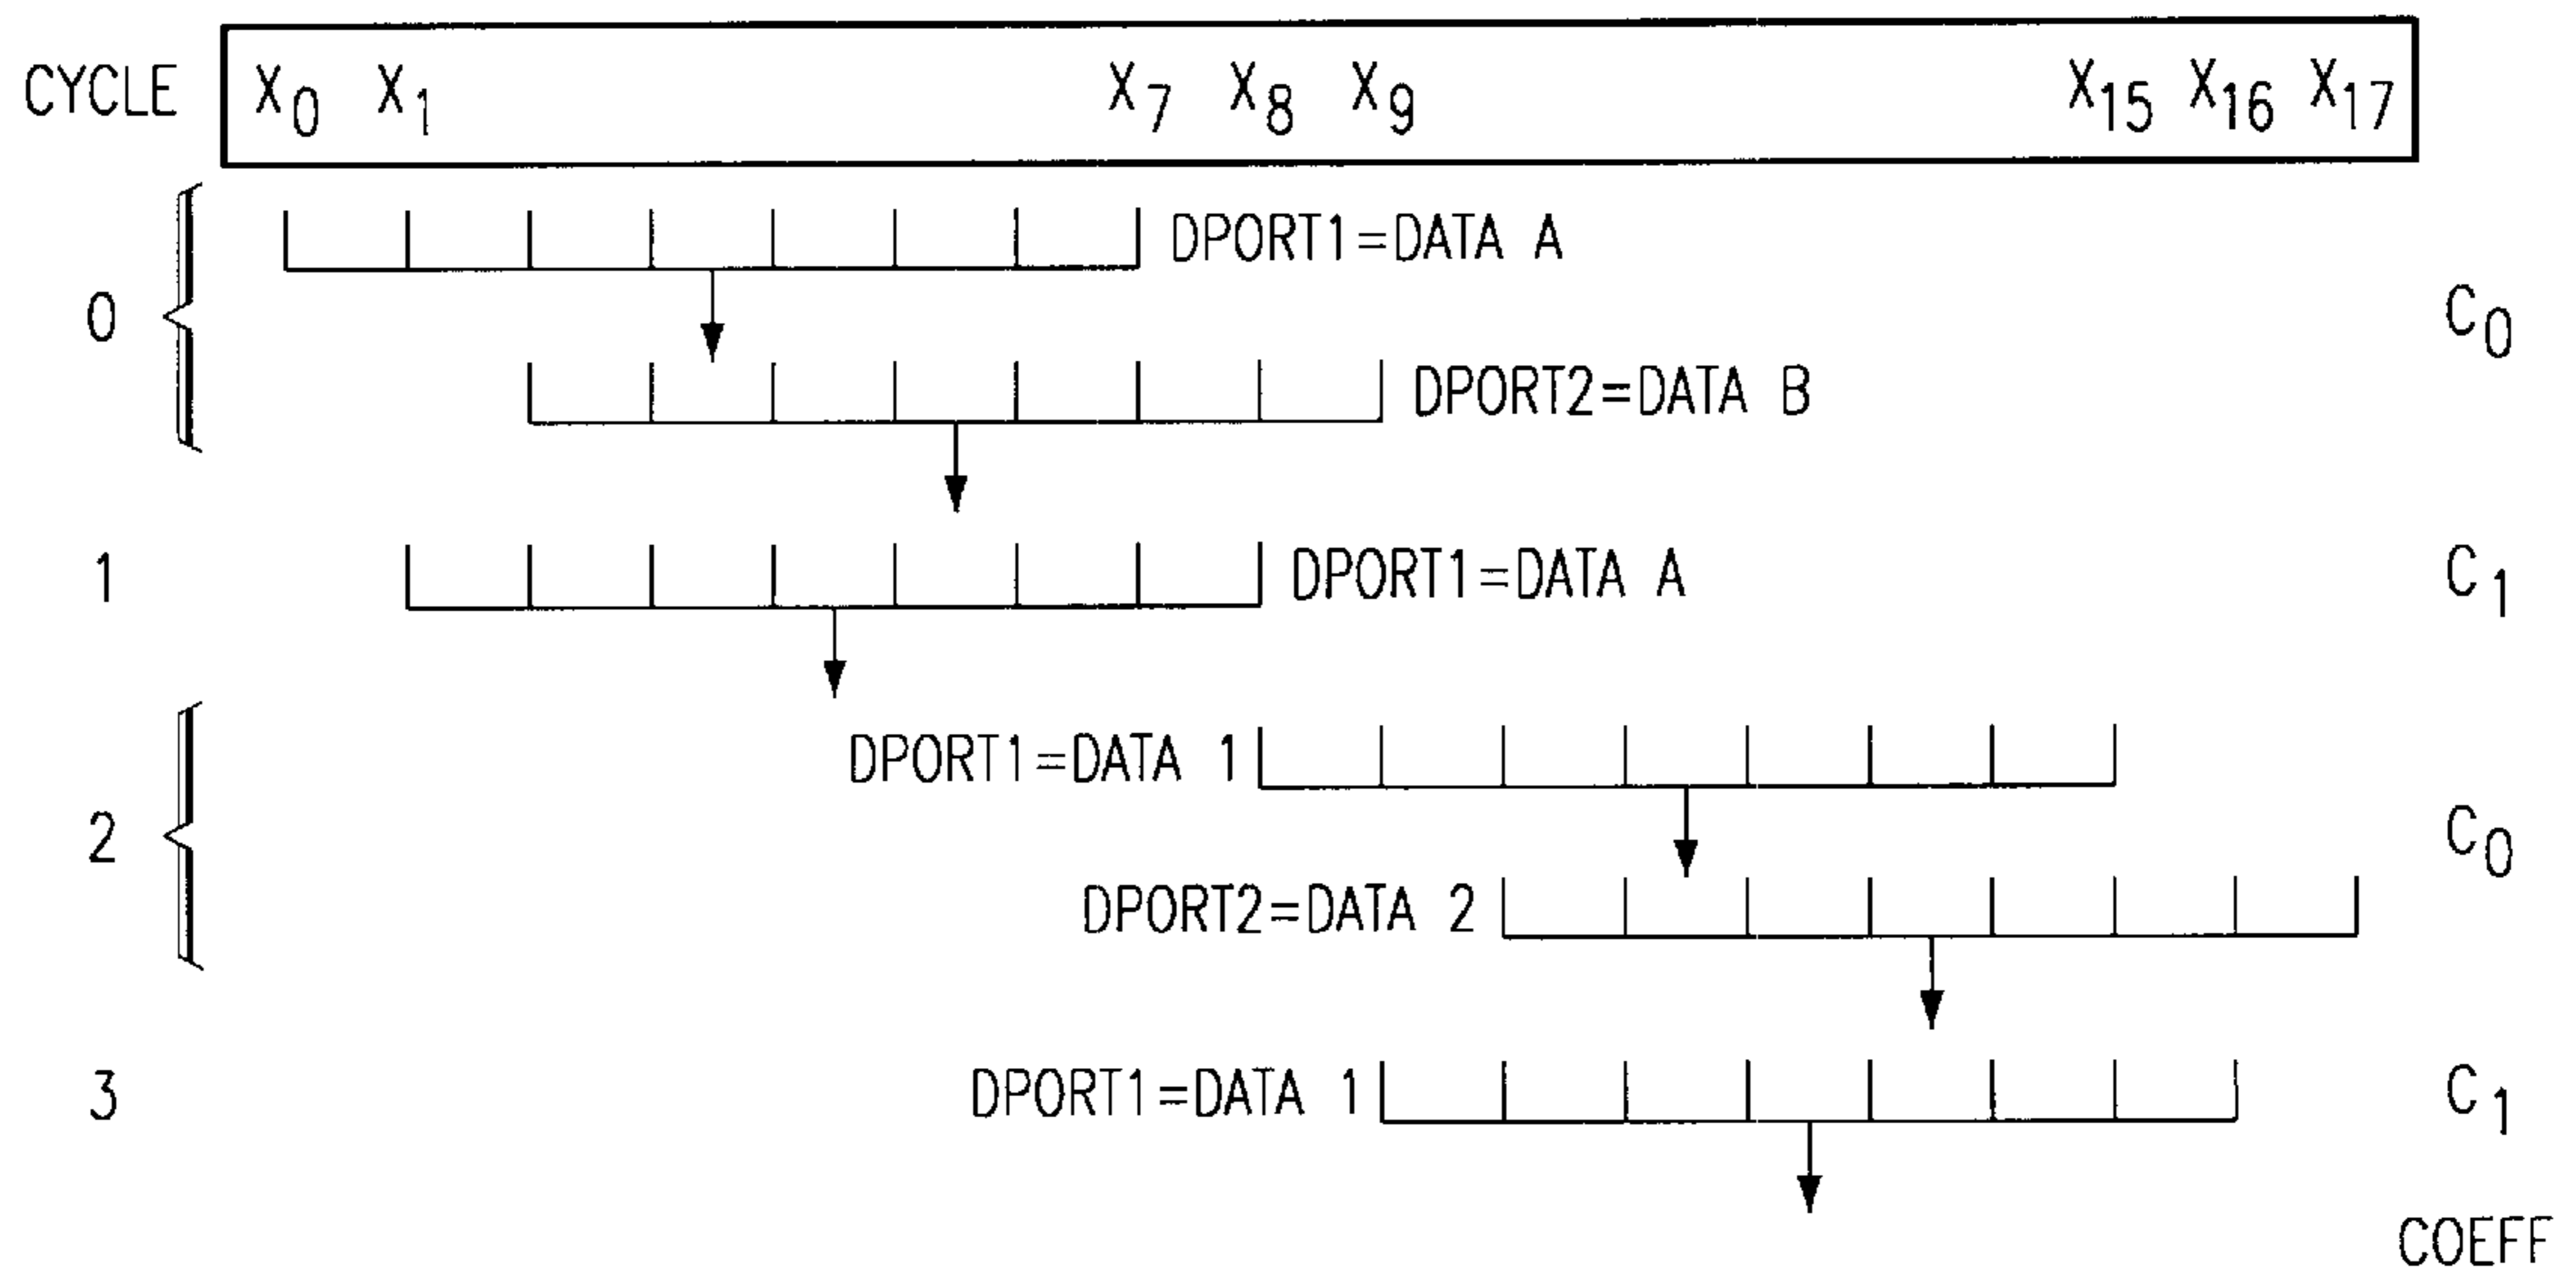 CYCLE X0 X1 X7 X8 X9 X15 X16 X17
DPORT1=DATA A
0 C0
DPORT2=DATA B
1 DPORT1=DATA A C1
DPORT1=DATA 1
2 C0
DPORT2=DATA 2
3 DPORT1=DATA 1 C1
COEFF